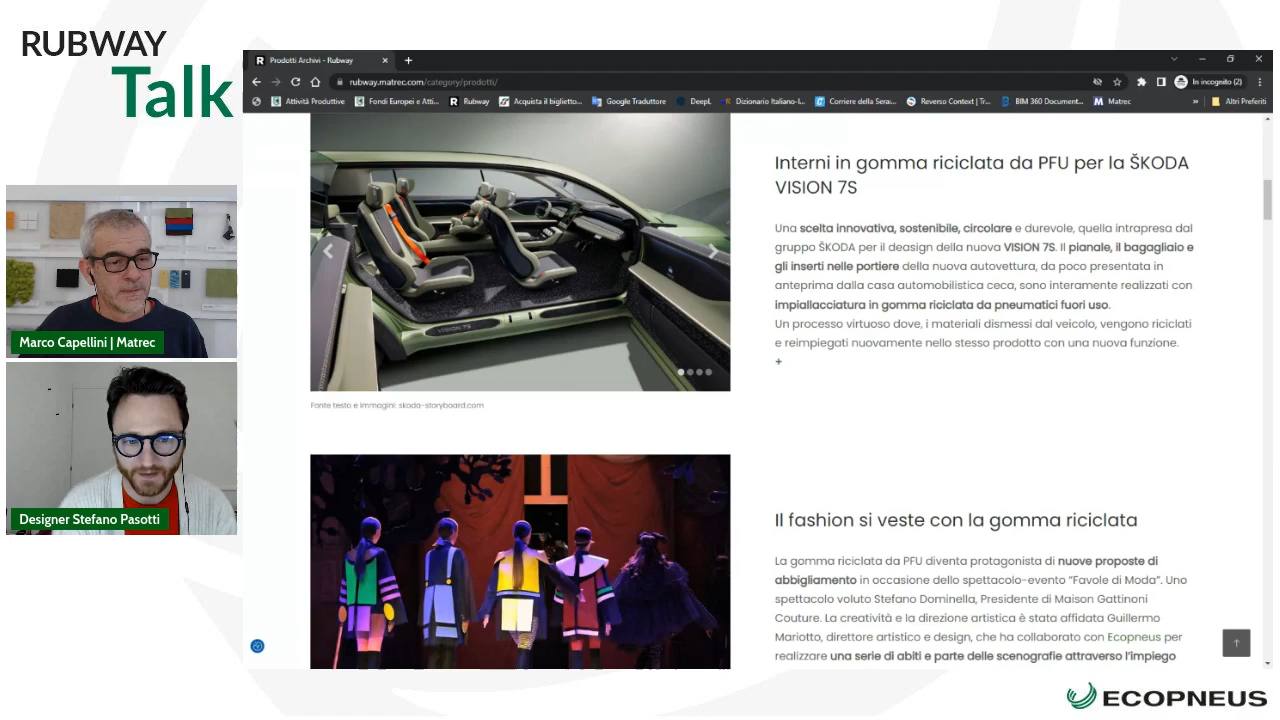 RUBWAY
Talk
Marco Capellini | Matrec
Designer Stefano Pasotti
Prodotti Archivi - Rubway
rubway.matrec.com/category/prodotti/
In incognito (2)
Attività Produttive
Fondi Europei e Atti...
Rubway
Acquista il biglietto...
Google Traduttore
DeepL
Dizionario Italiano-I...
Corriere della Sera:...
Reverso Context | Tr...
BIM 360 Document...
Matrec
Altri Preferiti
VISION 7S
Fonte testo e immagini: skoda-storyboard.com
Interni in gomma riciclata da PFU per la ŠKODA
VISION 7S
Una scelta innovativa, sostenibile, circolare e durevole, quella intrapresa dal
gruppo ŠKODA per il deasign della nuova VISION 7S. Il pianale, il bagagliaio e
gli inserti nelle portiere della nuova autovettura, da poco presentata in
anteprima dalla casa automobilistica ceca, sono interamente realizzati con
impiallacciatura in gomma riciclata da pneumatici fuori uso.
Un processo virtuoso dove, i materiali dismessi dal veicolo, vengono riciclati
e reimpiegati nuovamente nello stesso prodotto con una nuova funzione.
+
Il fashion si veste con la gomma riciclata
La gomma riciclata da PFU diventa protagonista di nuove proposte di
abbigliamento in occasione dello spettacolo-evento “Favole di Moda”. Uno
spettacolo voluto Stefano Dominella, Presidente di Maison Gattinoni
Couture. La creatività e la direzione artistica è stata affidata Guillermo
Mariotto, direttore artistico e design, che ha collaborato con Ecopneus per
realizzare una serie di abiti e parte delle scenografie attraverso l’impiego
ECOPNEUS